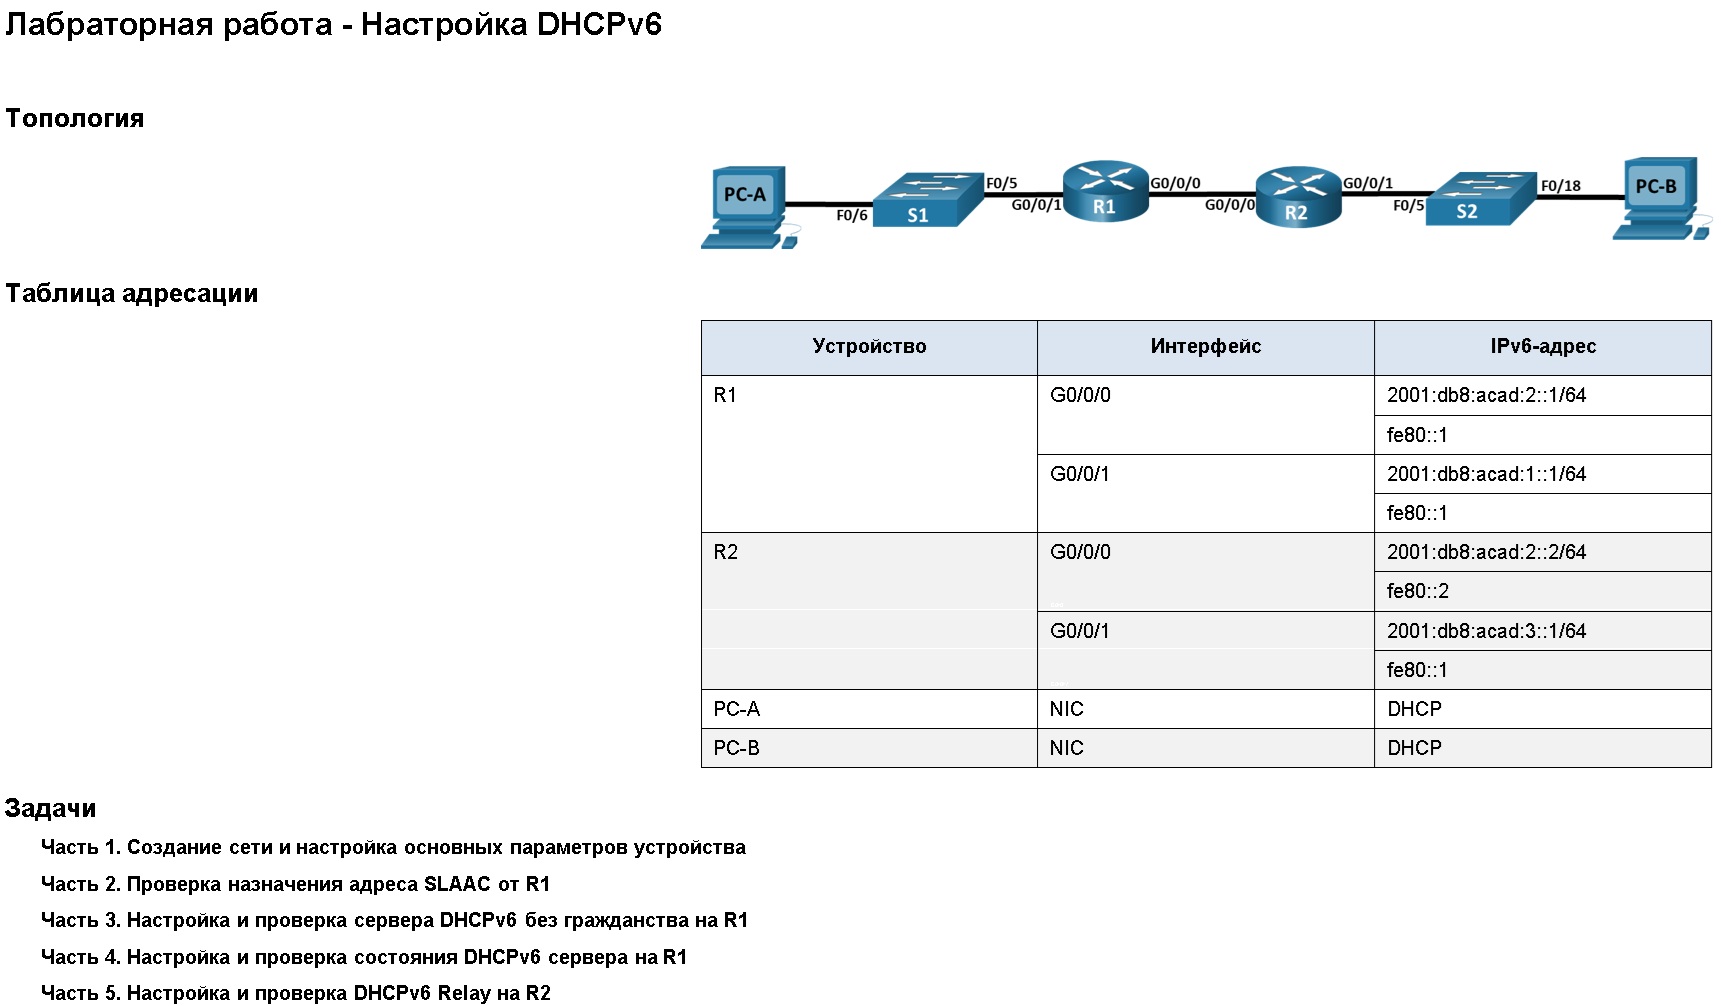 Лабраторная работа - Настройка DHCPv6
Топология
PC-A
F0/6
S1
F0/5
G0/0/1
R1
G0/0/0
G0/0/0
R2
G0/0/1
F0/5
S2
F0/18
PC-B
Таблица адресации
Устройство Интерфейс IPv6-адрес
R1 G0/0/0 2001:db8:acad:2::1/64
fe80::1
G0/0/1 2001:db8:acad:1::1/64
fe80::1
R2 G0/0/0 2001:db8:acad:2::2/64
fe80::2
G0/0/1 2001:db8:acad:3::1/64
fe80::1
PC-A NIC DHCP
PC-B NIC DHCP
Задачи
Часть 1. Создание сети и настройка основных параметров устройства
Часть 2. Проверка назначения адреса SLAAC от R1
Часть 3. Настройка и проверка сервера DHCPv6 без гражданства на R1
Часть 4. Настройка и проверка состояния DHCPv6 сервера на R1
Часть 5. Настройка и проверка DHCPv6 Relay на R2